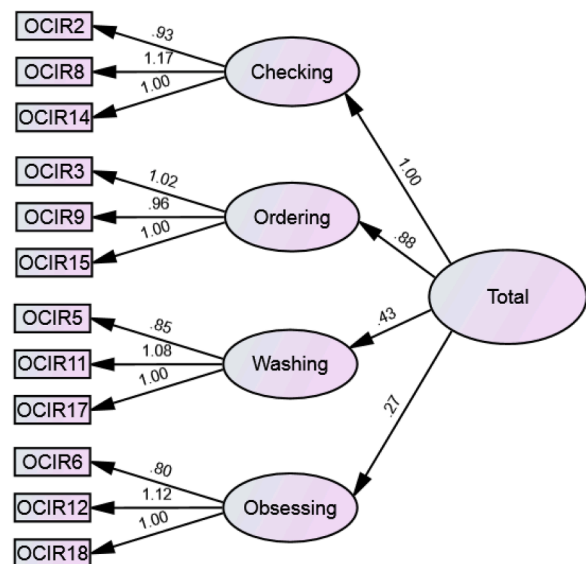 OCIR2
.93
OCIR8
1.17
Checking
OCIR14
1.00
OCIR3
1.02
1.00
OCIR9
.96
Ordering
OCIR15
1.00
.88
Total
OCIR5
.85
.43
OCIR11
1.08
Washing
OCIR17
1.00
.27
OCIR6
.80
OCIR12
1.12
Obsessing
OCIR18
1.00